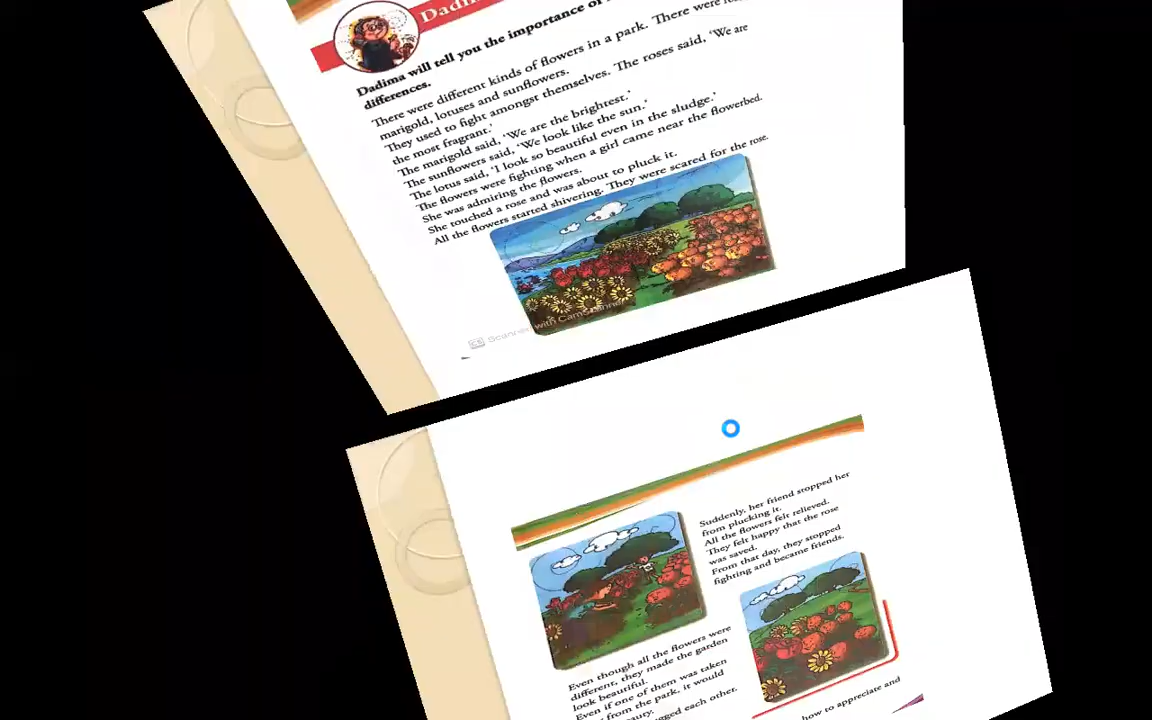 Dadima
Dadima will tell you the importance of
differences.
There were different kinds of flowers in a park. There were
marigold, lotuses and sunflowers.
They used to fight amongst themselves. The roses said, 'We are
the most fragrant.'
The marigold said, 'We are the brightest.'
The sunflowers said, 'We look like the sun.'
The lotus said, 'I look so beautiful even in the sludge.'
The flowers were fighting when a girl came near the flowerbed.
She was admiring the flowers.
She touched a rose and was about to pluck it.
All the flowers started shivering. They were scared for the rose.
CS Scanned with CamScanner
Suddenly, her friend stopped her
from plucking it.
All the flowers felt relieved.
They felt happy that the rose
was saved.
From that day, they stopped
fighting and became friends.
Even though all the flowers were
different, they made the garden
look beautiful.
Even if one of them was taken
from the park, it would
each other.
how to appreciate and